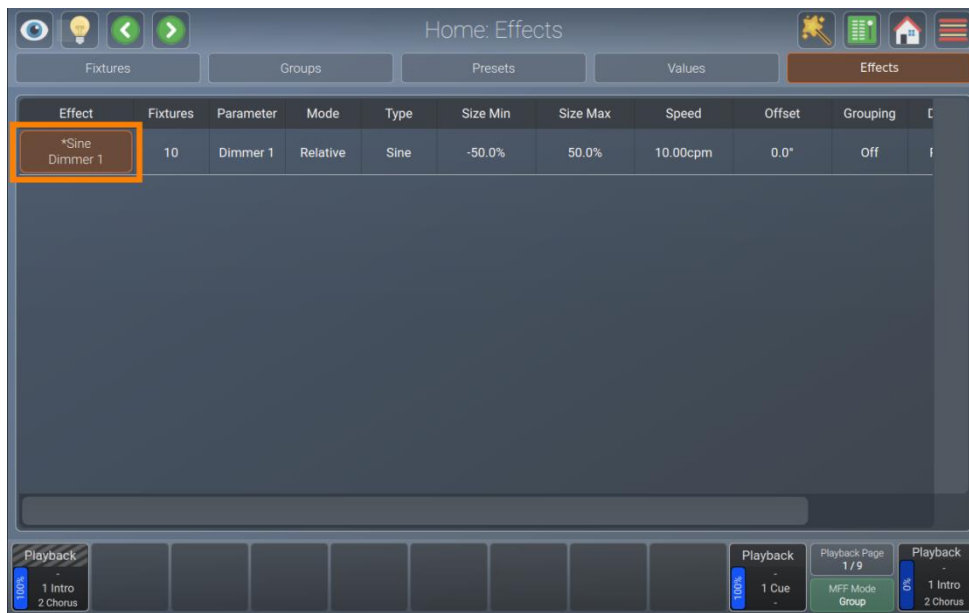 Home: Effects
Fixtures Groups Presets Values Effects
Effect Fixtures Parameter Mode Type Size Min Size Max Speed Offset Grouping
*Sine
Dimmer 1 10 Dimmer 1 Relative Sine -50.0% 50.0% 10.00cpm 0.0° Off
Playback
-
100%
1 Intro
2 Chorus
Playback
-
100%
1 Cue
-
Playback Page
1 / 9
MFF Mode
Group
Playback
-
0%
1 Intro
2 Chorus